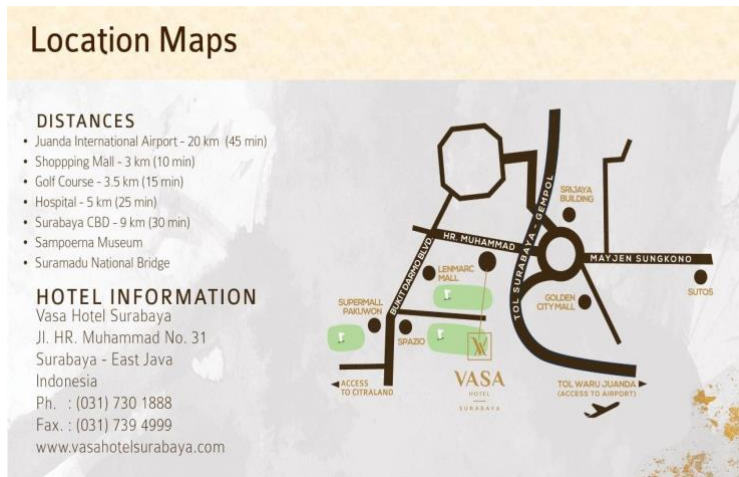 Location Maps
DISTANCES
• Juanda International Airport - 20 km (45 min)
• Shoppping Mall - 3 km (10 min)
• Golf Course - 3.5 km (15 min)
• Hospital - 5 km (25 min)
• Surabaya CBD - 9 km (30 min)
• Sampoerna Museum
• Suramadu National Bridge
HOTEL INFORMATION
Vasa Hotel Surabaya
Jl. HR. Muhammad No. 31
Surabaya - East Java
Indonesia
Ph. : (031) 730 1888
Fax. : (031) 739 4999
www.vasahotelsurabaya.com
SRIJAYA
BUILDING
TOL SURABAYA - GEMPOL
HR. MUHAMMAD
MAYJEN SUNGKONO
BUKIT DARMO BLVD.
LENMARC
MALL
SUTOS
GOLDEN
CITY MALL
SUPERMALL
PAKUWON
SPAZIO
VASA
HOTEL
SURABAYA
ACCESS
TO CITRALAND
TOL WARU JUANDA
(ACCESS TO AIRPORT)